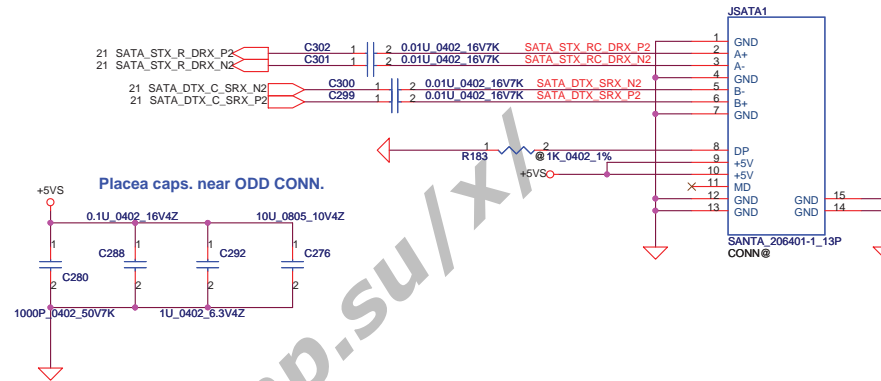 JSATA1
21 SATA_STX_R_DRX_P2 C302 1 2 0.01U_0402_16V7K SATA_STX_RC_DRX_P2
21 SATA_STX_R_DRX_N2 C301 1 2 0.01U_0402_16V7K SATA_STX_RC_DRX_N2
21 SATA_DTX_C_SRX_N2 C300 1 2 0.01U_0402_16V7K SATA_DTX_SRX_N2
21 SATA_DTX_C_SRX_P2 C299 1 2 0.01U_0402_16V7K SATA_DTX_SRX_P2
1 GND
2 A+
3 A-
4 GND
5 B-
6 B+
7 GND
R183 1 2 @1K_0402_1%
+5VS
8 DP
9 +5V
10 +5V
11 MD
12 GND
13 GND
GND 15
GND 14
SANTA_206401-1_13P
CONN@
Placea caps. near ODD CONN.
+5VS
0.1U_0402_16V4Z 10U_0805_10V4Z
1 1 1 1
C280 C288 C292 C276
2 2 2 2
1000P_0402_50V7K 1U_0402_6.3V4Z
p.su/x/